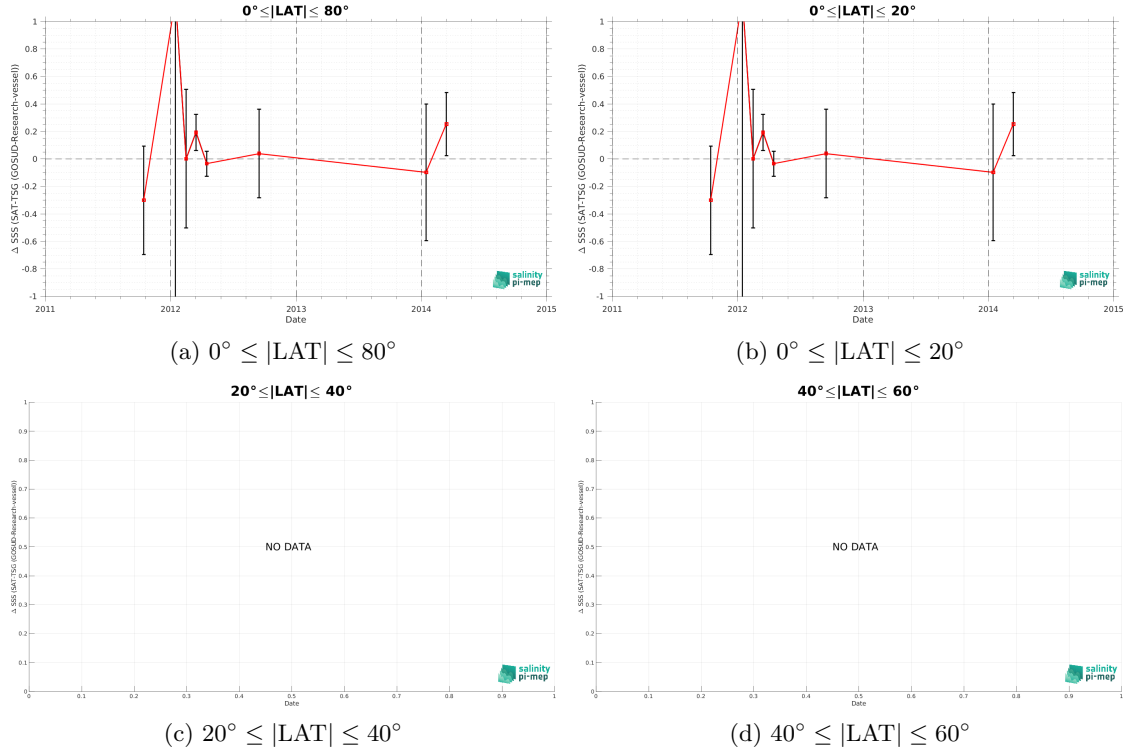 0°≤|LAT|≤ 80°
1
0.8
0.6
0.4
0.2
0
-0.2
-0.4
-0.6
-0.8
-1
Δ SSS (SAT-TSG (GOSUD-Research-vessel))
2011 2012 2013 2014 2015
Date
salinity
pi-mep
(a) 0° ≤ |LAT| ≤ 80°
0°≤|LAT|≤ 20°
1
0.8
0.6
0.4
0.2
0
-0.2
-0.4
-0.6
-0.8
-1
Δ SSS (SAT-TSG (GOSUD-Research-vessel))
2011 2012 2013 2014 2015
Date
salinity
pi-mep
(b) 0° ≤ |LAT| ≤ 20°
20°≤|LAT|≤ 40°
1
0.9
0.8
0.7
0.6
0.5
0.4
0.3
0.2
0.1
0
Δ SSS (SAT-TSG (GOSUD-Research-vessel))
NO DATA
0 0.1 0.2 0.3 0.4 0.5 0.6 0.7 0.8 0.9 1
Date
salinity
pi-mep
(c) 20° ≤ |LAT| ≤ 40°
40°≤|LAT|≤ 60°
1
0.9
0.8
0.7
0.6
0.5
0.4
0.3
0.2
0.1
0
Δ SSS (SAT-TSG (GOSUD-Research-vessel))
NO DATA
0 0.1 0.2 0.3 0.4 0.5 0.6 0.7 0.8 0.9 1
Date
salinity
pi-mep
(d) 40° ≤ |LAT| ≤ 60°